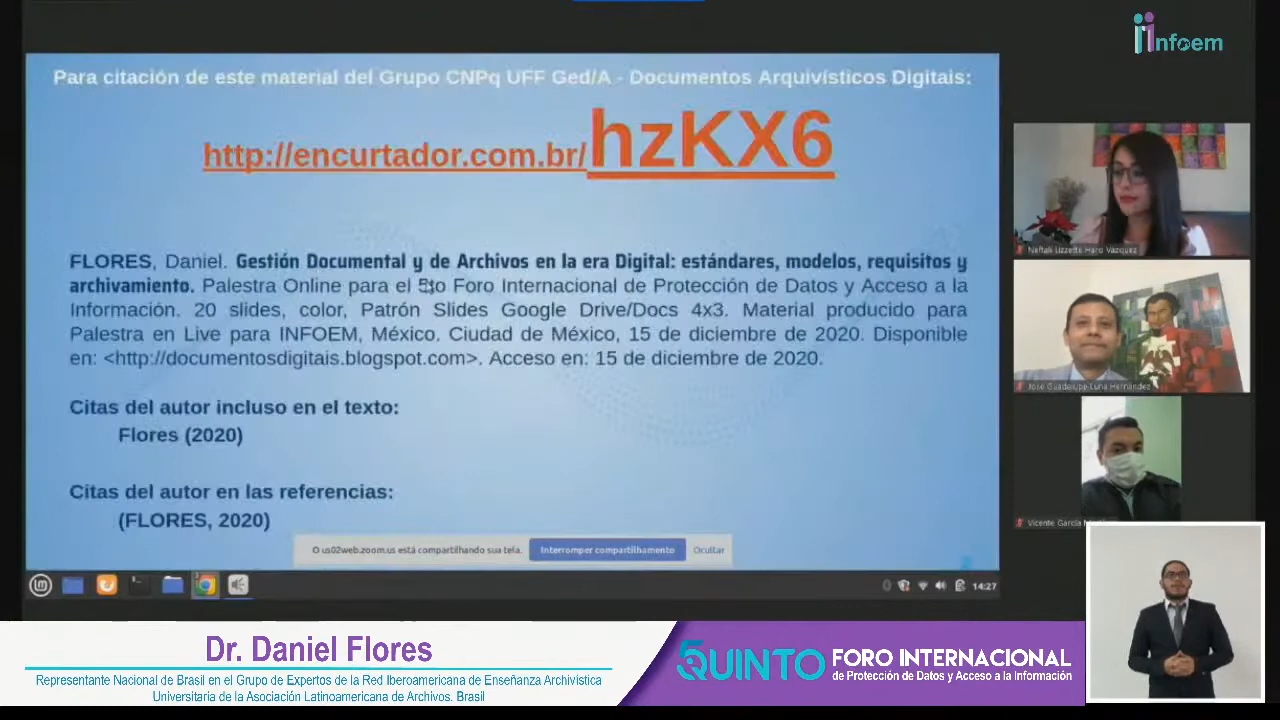 infoem
Para citación de este material del Grupo CNPq UFF Ged/A - Documentos Arquivísticos Digitais:
http://encurtador.com.br/hzKX6
FLORES, Daniel. Gestión Documental y de Archivos en la era Digital: estándares, modelos, requisitos y
archivamiento. Palestra Online para el 5to Foro Internacional de Protección de Datos y Acceso a la
Información. 20 slides, color, Patrón Slides Google Drive/Docs 4x3. Material producido para
Palestra en Live para INFOEM, México. Ciudad de México, 15 de diciembre de 2020. Disponible
en: <http://documentosdigitais.blogspot.com>. Acceso en: 15 de diciembre de 2020.
Citas del autor incluso en el texto:
Flores (2020)
Citas del autor en las referencias:
(FLORES, 2020)
O us02web.zoom.us está compartilhando sua tela. Interromper compartilhamento Ocultar
14:27
Neftali Lizzette Haro Vázquez
José Guadalupe Luna Hernández
Vicente García
Dr. Daniel Flores
Representante Nacional de Brasil en el Grupo de Expertos de la Red Iberoamericana de Enseñanza Archivística
Universitaria de la Asociación Latinoamericana de Archivos. Brasil
5 QUINTO FORO INTERNACIONAL
de Protección de Datos y Acceso a la Información